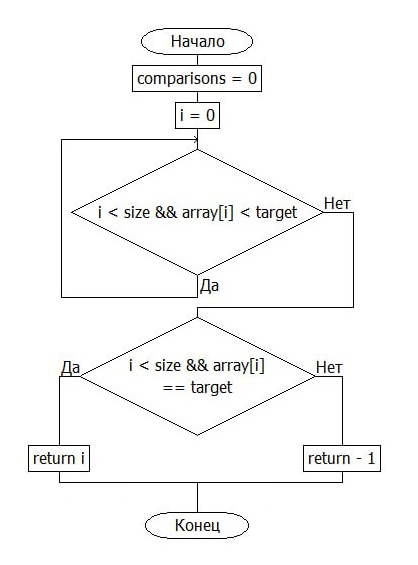 Начало
comparisons = 0
i = 0
i < size && array[i] < target
Нет
Да
Да
i < size && array[i]
== target
Нет
return i
return - 1
Конец